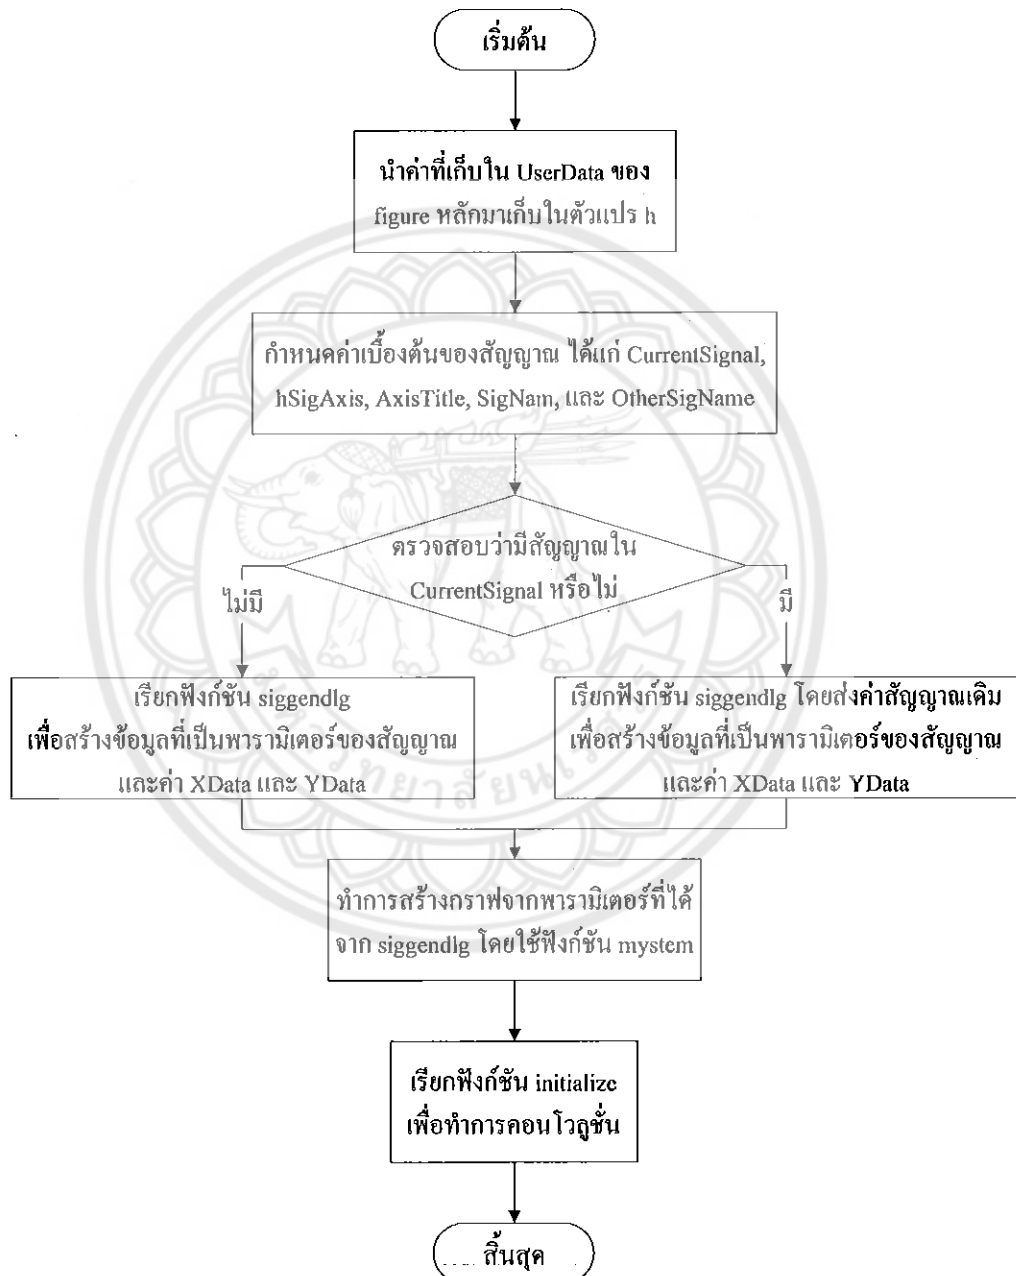 เริ่มต้น
นำค่าที่เก็บใน UserData ของ
figure หลักมาเก็บในตัวแปร h
กำหนดค่าเบื้องต้นของสัญญาณ ได้แก่ CurrentSignal,
hSigAxis, AxisTitle, SigNam, และ OtherSigName
ตรวจสอบว่ามีสัญญาณใน
CurrentSignal หรือไม่
ไม่มี
มี
เรียกฟังก์ชัน siggendlg
เพื่อสร้างข้อมูลที่เป็นพารามิเตอร์ของสัญญาณ
และค่า XData และ YData
เรียกฟังก์ชัน siggendlg โดยส่งค่าสัญญาณเดิม
เพื่อสร้างข้อมูลที่เป็นพารามิเตอร์ของสัญญาณ
และค่า XData และ YData
ทำการสร้างกราฟจากพารามิเตอร์ที่ได้
จาก siggendlg โดยใช้ฟังก์ชัน mystem
เรียกฟังก์ชัน initialize
เพื่อทำการคอนโวลูชั่น
สิ้นสุด